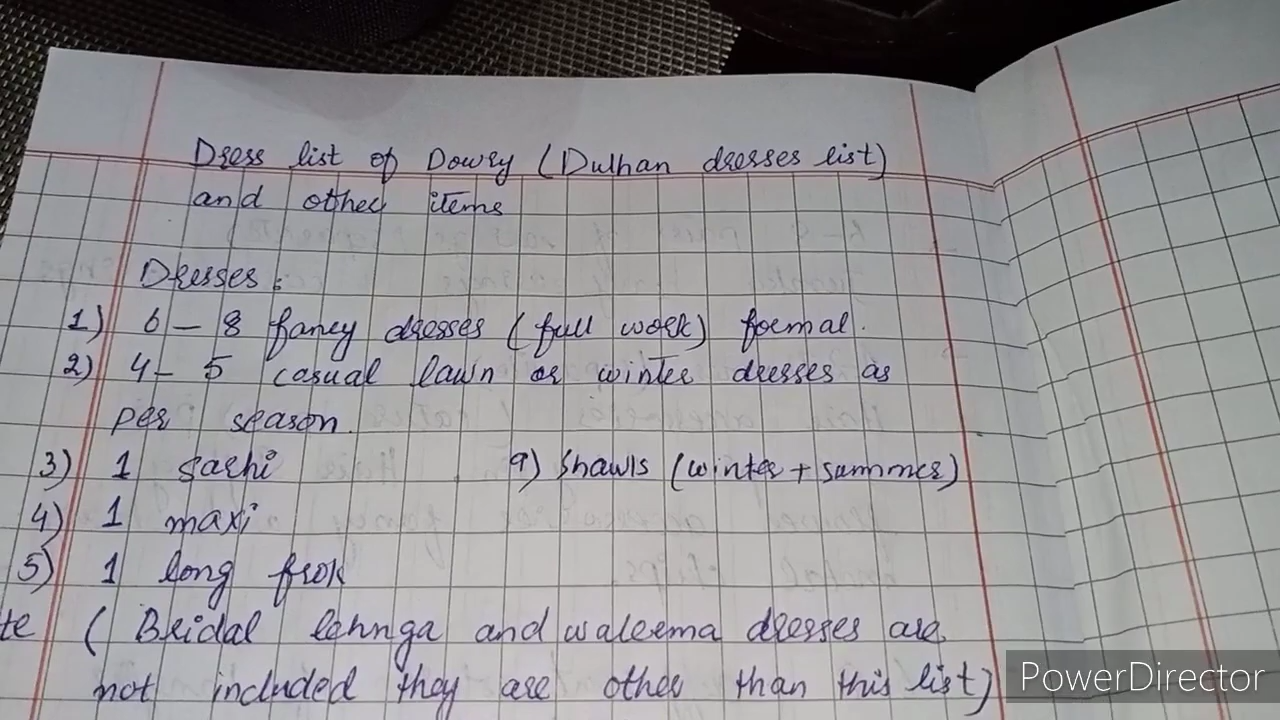 Dress list of Dowry (Dulhan dresses list)
and other items
Dresses:
1) 6 – 8 fancy dresses (full work) formal.
2) 4 – 5 casual lawn or winter dresses as
per season.
3) 1 sarhi
9) Shawls (winter + summer)
4) 1 maxi
5) 1 long frok
te ( Bridal lehnga and waleema dresses are
not included they are other than this list)
PowerDirector